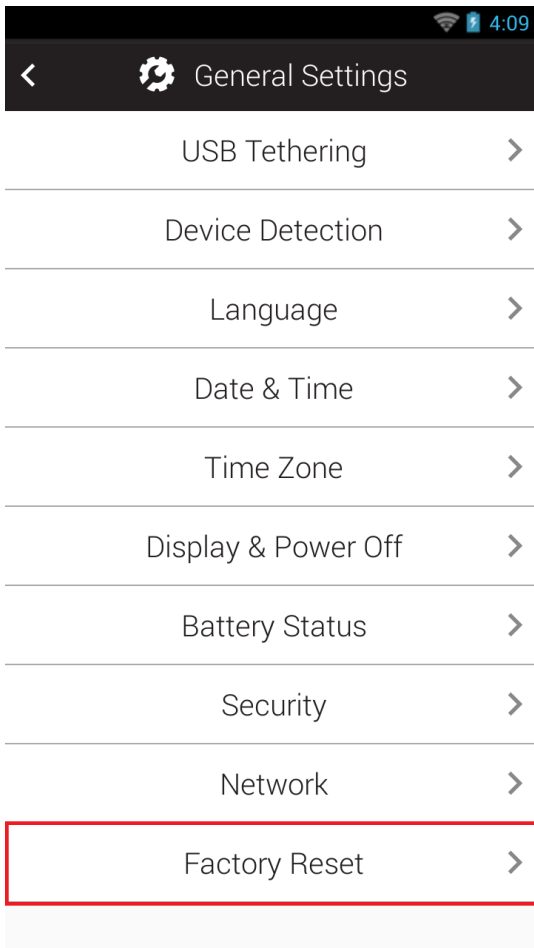 4:09
General Settings
USB Tethering
Device Detection
Language
Date & Time
Time Zone
Display & Power Off
Battery Status
Security
Network
Factory Reset